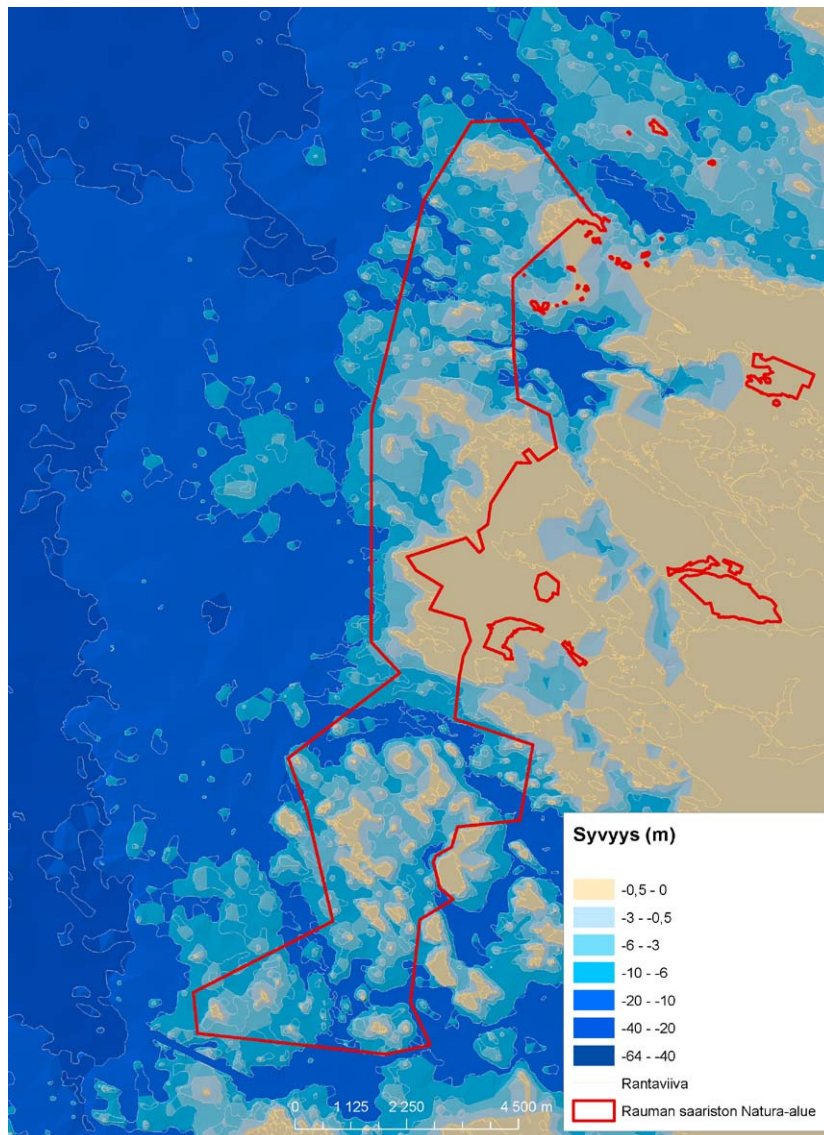 Syvyys (m)
-0,5 - 0
-3 - -0,5
-6 - -3
-10 - -6
-20 - -10
-40 - -20
-64 - -40
Rantaviiva
Rauman saariston Natura-alue
0 1 125 2 250 4 500 m